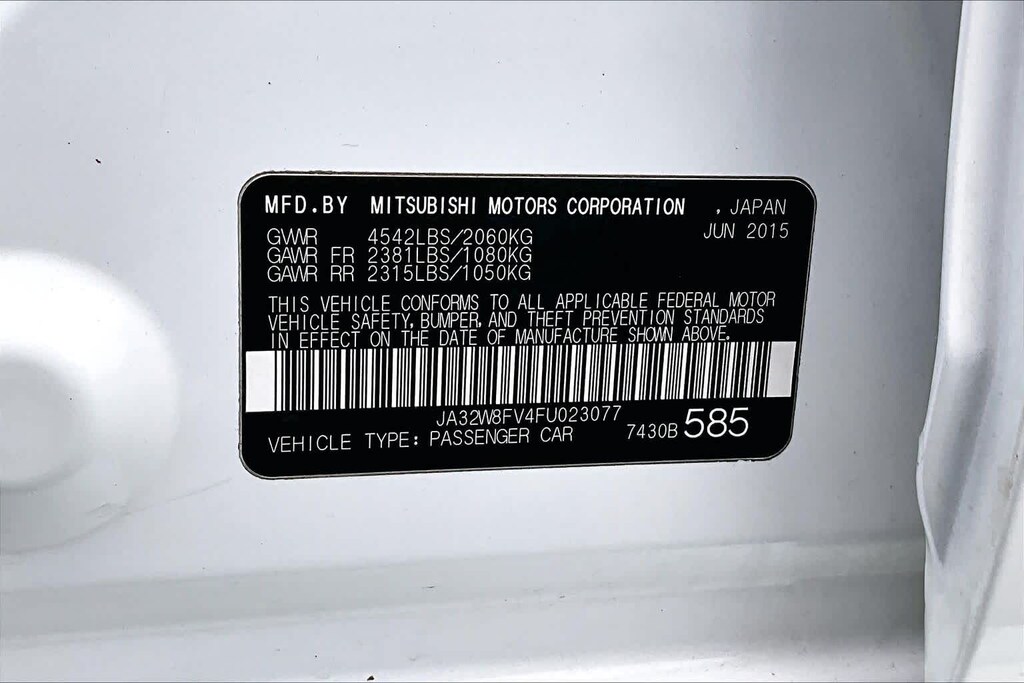 MFD.BY MITSUBISHI MOTORS CORPORATION , JAPAN
JUN 2015
GVWR 4542LBS/2060KG
GAWR FR 2381LBS/1080KG
GAWR RR 2315LBS/1050KG
THIS VEHICLE CONFORMS TO ALL APPLICABLE FEDERAL MOTOR
VEHICLE SAFETY, BUMPER, AND THEFT PREVENTION STANDARDS
IN EFFECT ON THE DATE OF MANUFACTURE SHOWN ABOVE.
JA32W8FV4FU023077
VEHICLE TYPE: PASSENGER CAR 7430B 585